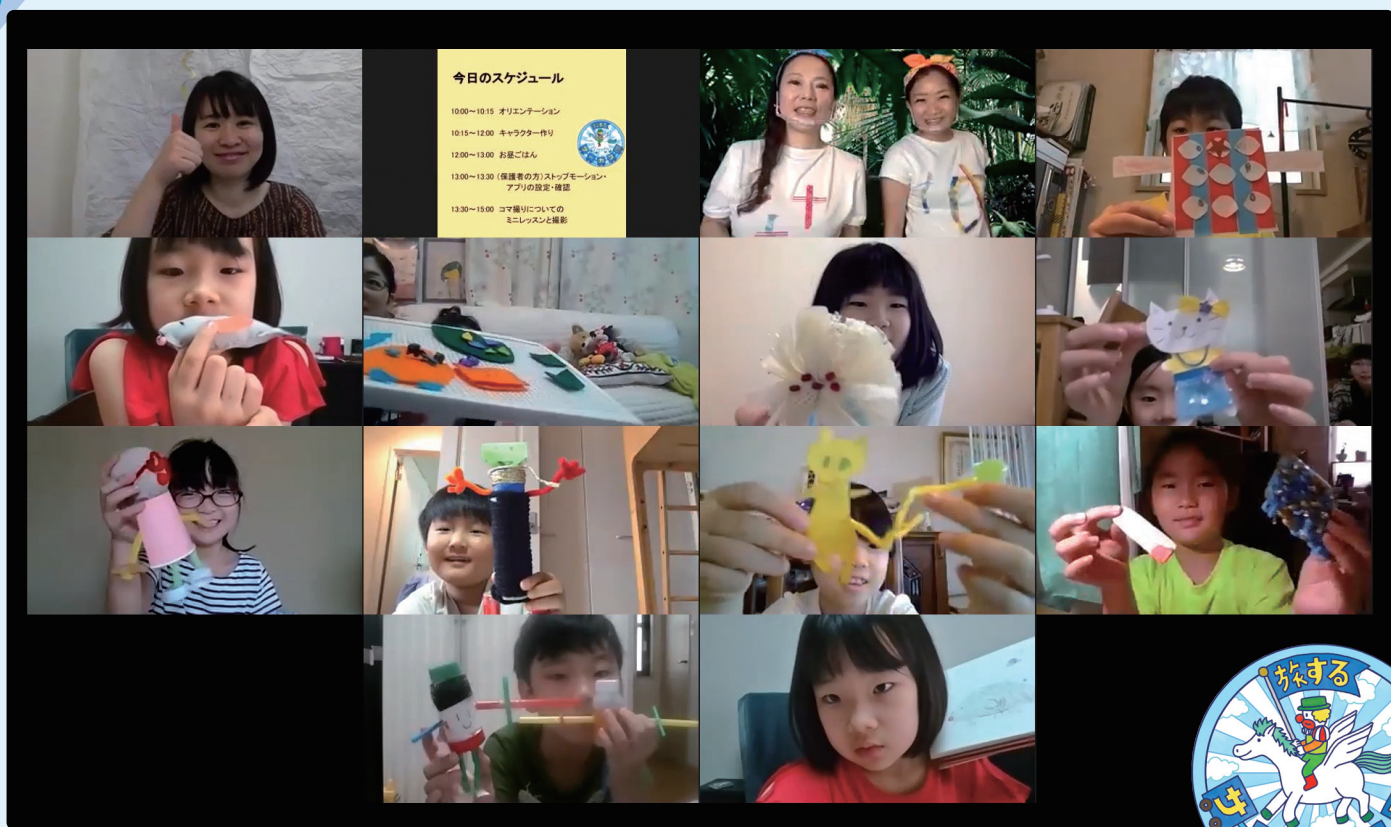 今日のスケジュール
10:00～10:15 オリエンテーション
10:15～12:00 キャラクター作り
12:00～13:00 お昼ごはん
13:00～13:30 (保護者の方)ストップモーション・
アプリの設定・確認
13:30～15:00 コマ撮りについての
ミニレッスンと撮影
旅する
サ